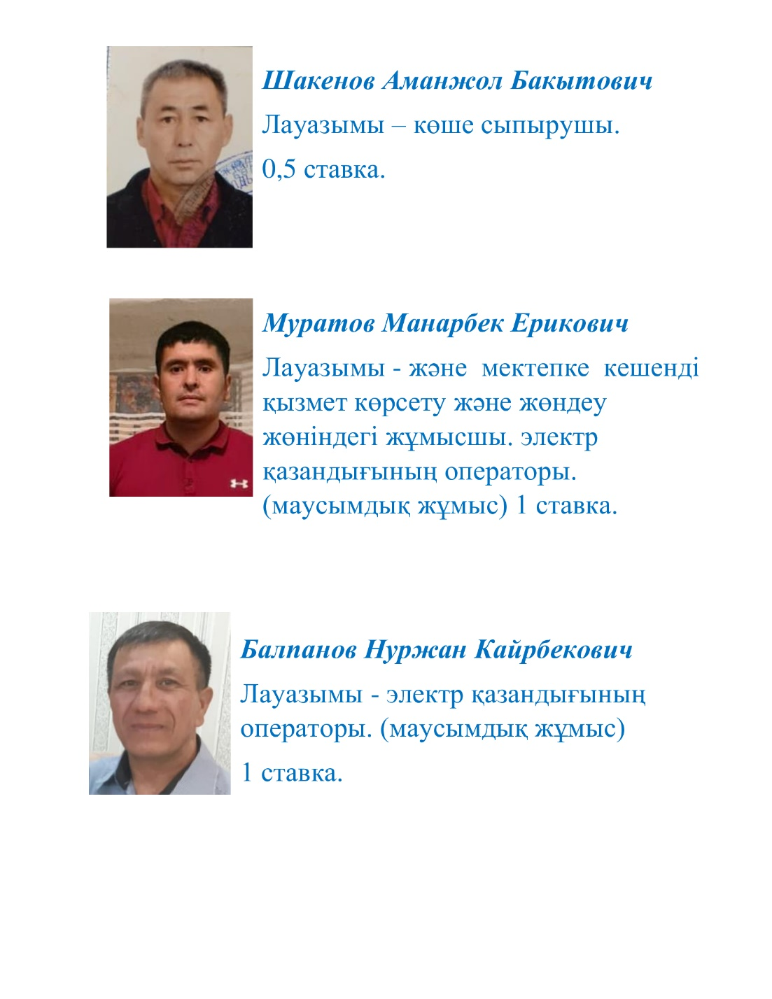 Шакенов Аманжол Бакытович
Лауазымы – көше сыпырушы.
0,5 ставка.
Муратов Манарбек Ерикович
Лауазымы - және мектепке кешенді
қызмет көрсету және жөндеу
жөніндегі жұмысшы. электр
қазандығының операторы.
(маусымдық жұмыс) 1 ставка.
Балпанов Нуржан Кайрбекович
Лауазымы - электр қазандығының
операторы. (маусымдық жұмыс)
1 ставка.